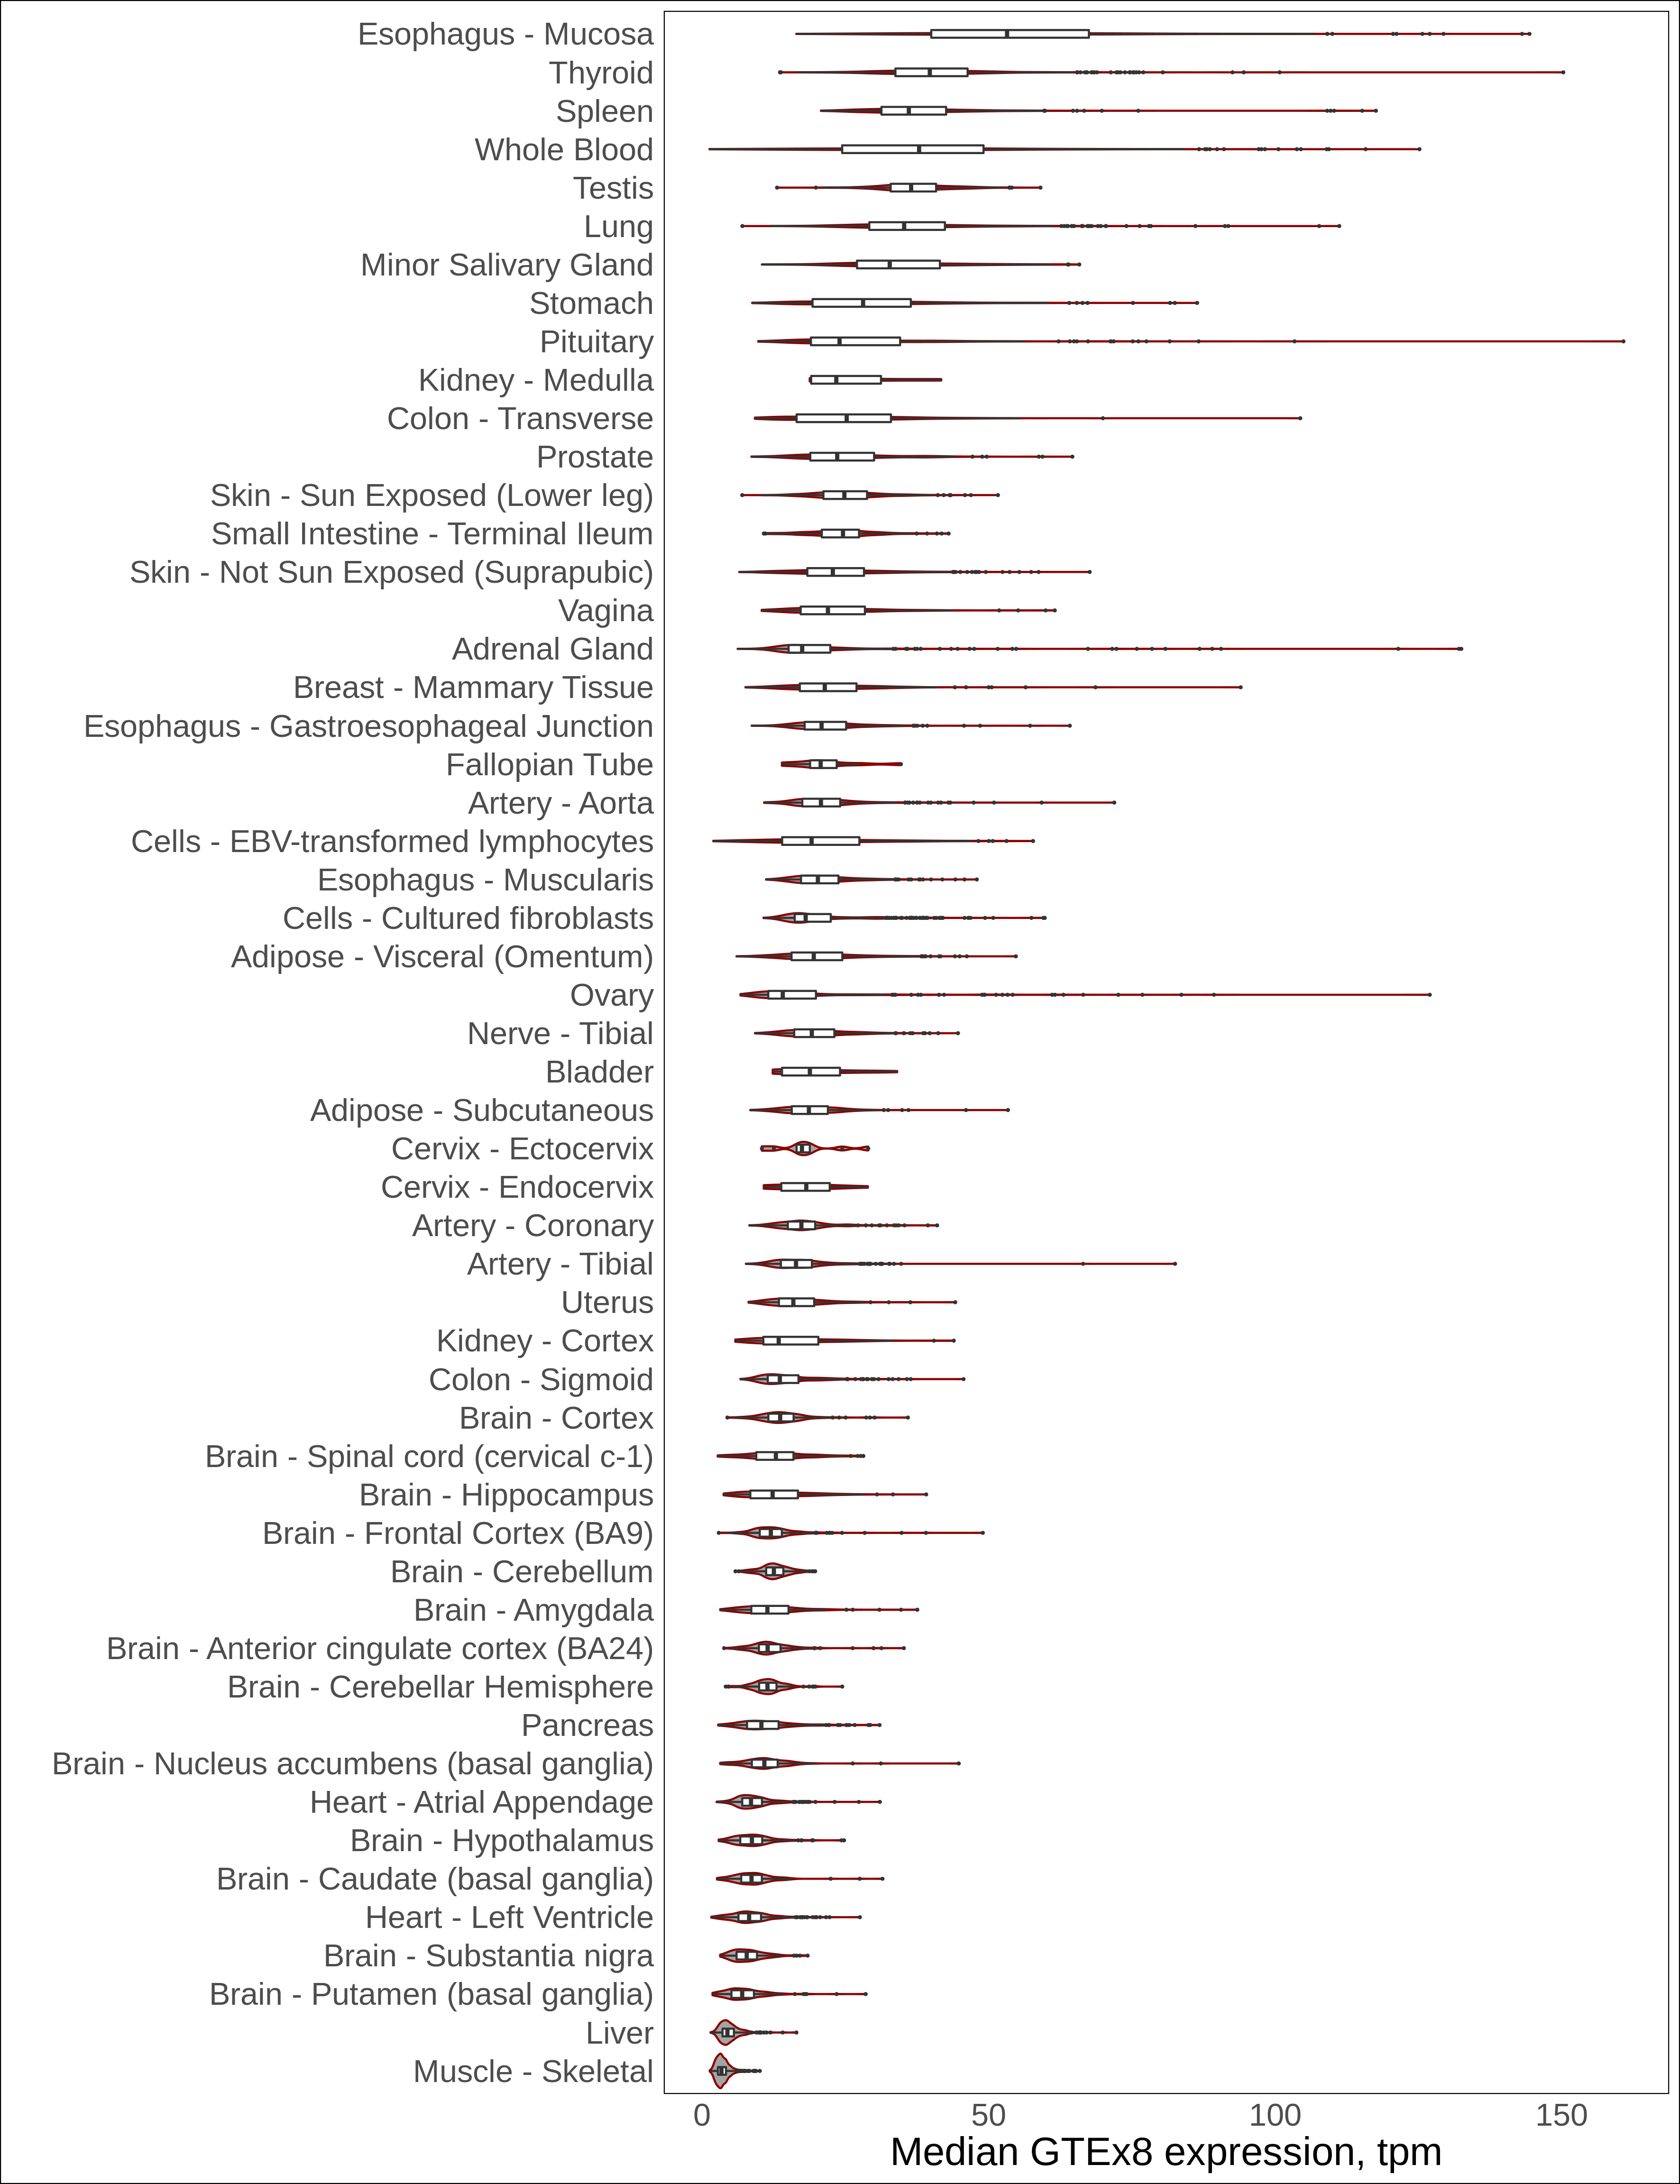 Esophagus - Mucosa
Thyroid
Spleen
Whole Blood
Testis
Lung
Minor Salivary Gland
Stomach
Pituitary
Kidney - Medulla
Colon - Transverse
Prostate
Skin - Sun Exposed (Lower leg)
Small Intestine - Terminal Ileum
Skin - Not Sun Exposed (Suprapubic)
Vagina
Adrenal Gland
Breast - Mammary Tissue
Esophagus - Gastroesophageal Junction
Fallopian Tube
Artery - Aorta
Cells - EBV-transformed lymphocytes
Esophagus - Muscularis
Cells - Cultured fibroblasts
Adipose - Visceral (Omentum)
Ovary
Nerve - Tibial
Bladder
Adipose - Subcutaneous
Cervix - Ectocervix
Cervix - Endocervix
Artery - Coronary
Artery - Tibial
Uterus
Kidney - Cortex
Colon - Sigmoid
Brain - Cortex
Brain - Spinal cord (cervical c-1)
Brain - Hippocampus
Brain - Frontal Cortex (BA9)
Brain - Cerebellum
Brain - Amygdala
Brain - Anterior cingulate cortex (BA24)
Brain - Cerebellar Hemisphere
Pancreas
Brain - Nucleus accumbens (basal ganglia)
Heart - Atrial Appendage
Brain - Hypothalamus
Brain - Caudate (basal ganglia)
Heart - Left Ventricle
Brain - Substantia nigra
Brain - Putamen (basal ganglia)
Liver
Muscle - Skeletal
0 50 100 150
Median GTEx8 expression, tpm